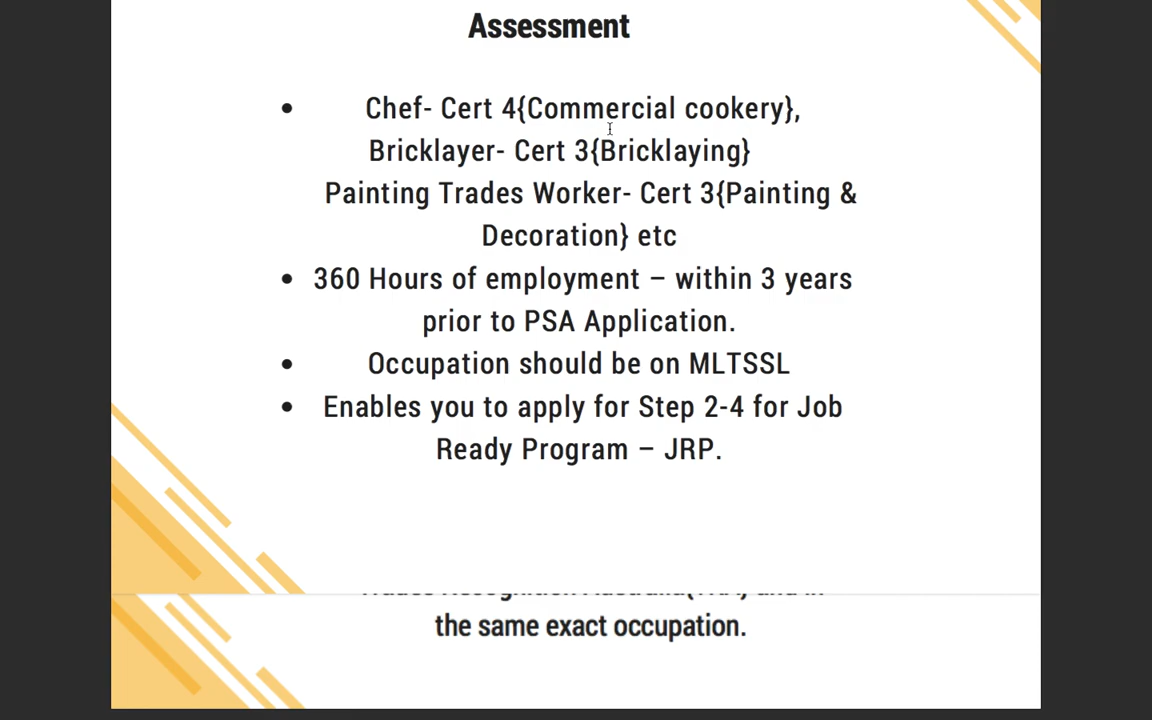 Assessment
• Chef- Cert 4{Commercial cookery},
Bricklayer- Cert 3{Bricklaying}
Painting Trades Worker- Cert 3{Painting &
Decoration} etc
• 360 Hours of employment – within 3 years
prior to PSA Application.
• Occupation should be on MLTSSL
• Enables you to apply for Step 2-4 for Job
Ready Program – JRP.
the same exact occupation.